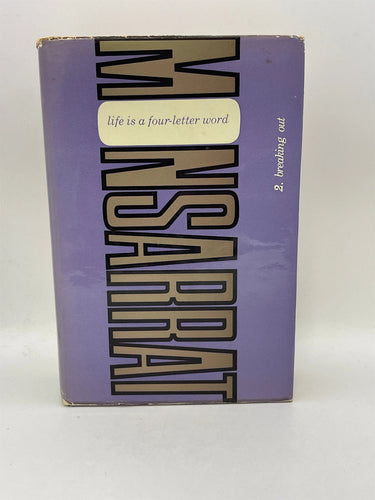 MONSARRAT
life is a four-letter word
2. breaking out